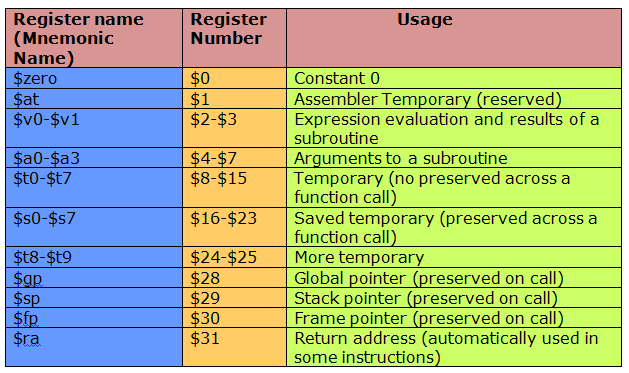 Register name (Mnemonic Name) Register Number Usage
$zero $0 Constant 0
$at $1 Assembler Temporary (reserved)
$v0-$v1 $2-$3 Expression evaluation and results of a subroutine
$a0-$a3 $4-$7 Arguments to a subroutine
$t0-$t7 $8-$15 Temporary (no preserved across a function call)
$s0-$s7 $16-$23 Saved temporary (preserved across a function call)
$t8-$t9 $24-$25 More temporary
$gp $28 Global pointer (preserved on call)
$sp $29 Stack pointer (preserved on call)
$fp $30 Frame pointer (preserved on call)
$ra $31 Return address (automatically used in some instructions)